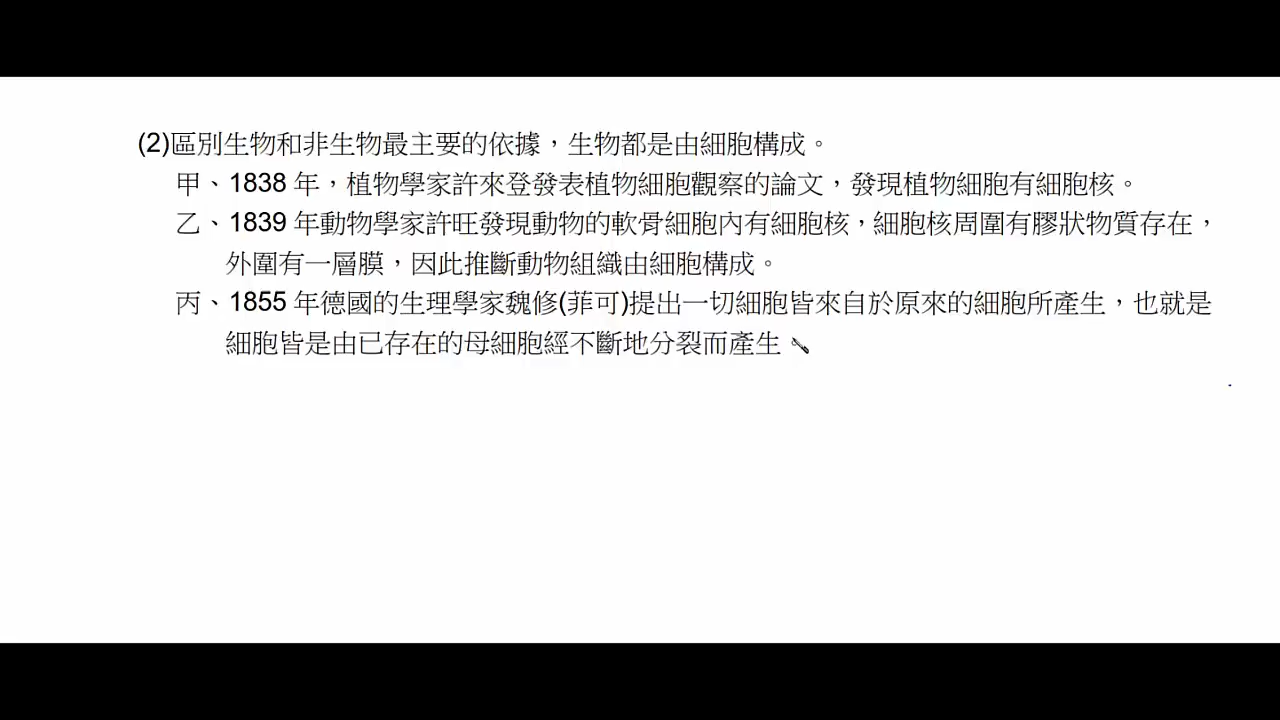 (2)區別生物和非生物最主要的依據，生物都是由細胞構成。
甲、1838 年，植物學家許來登發表植物細胞觀察的論文，發現植物細胞有細胞核。
乙、1839 年動物學家許旺發現動物的軟骨細胞內有細胞核，細胞核周圍有膠狀物質存在，
外圍有一層膜，因此推斷動物組織由細胞構成。
丙、1855 年德國的生理學家魏修(菲可)提出一切細胞皆來自於原來的細胞所產生，也就是
細胞皆是由已存在的母細胞經不斷地分裂而產生